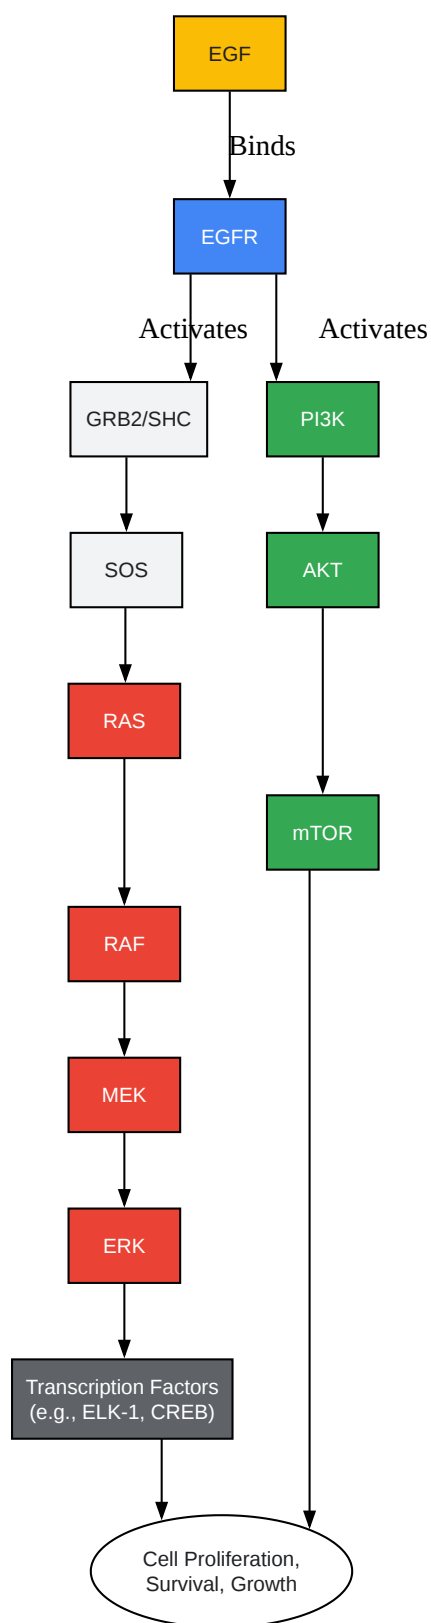 EGF
Binds
EGFR
Activates
Activates
GRB2/SHC
PI3K
SOS
AKT
RAS
mTOR
RAF
MEK
ERK
Transcription Factors
(e.g., ELK-1, CREB)
Cell Proliferation,
Survival, Growth